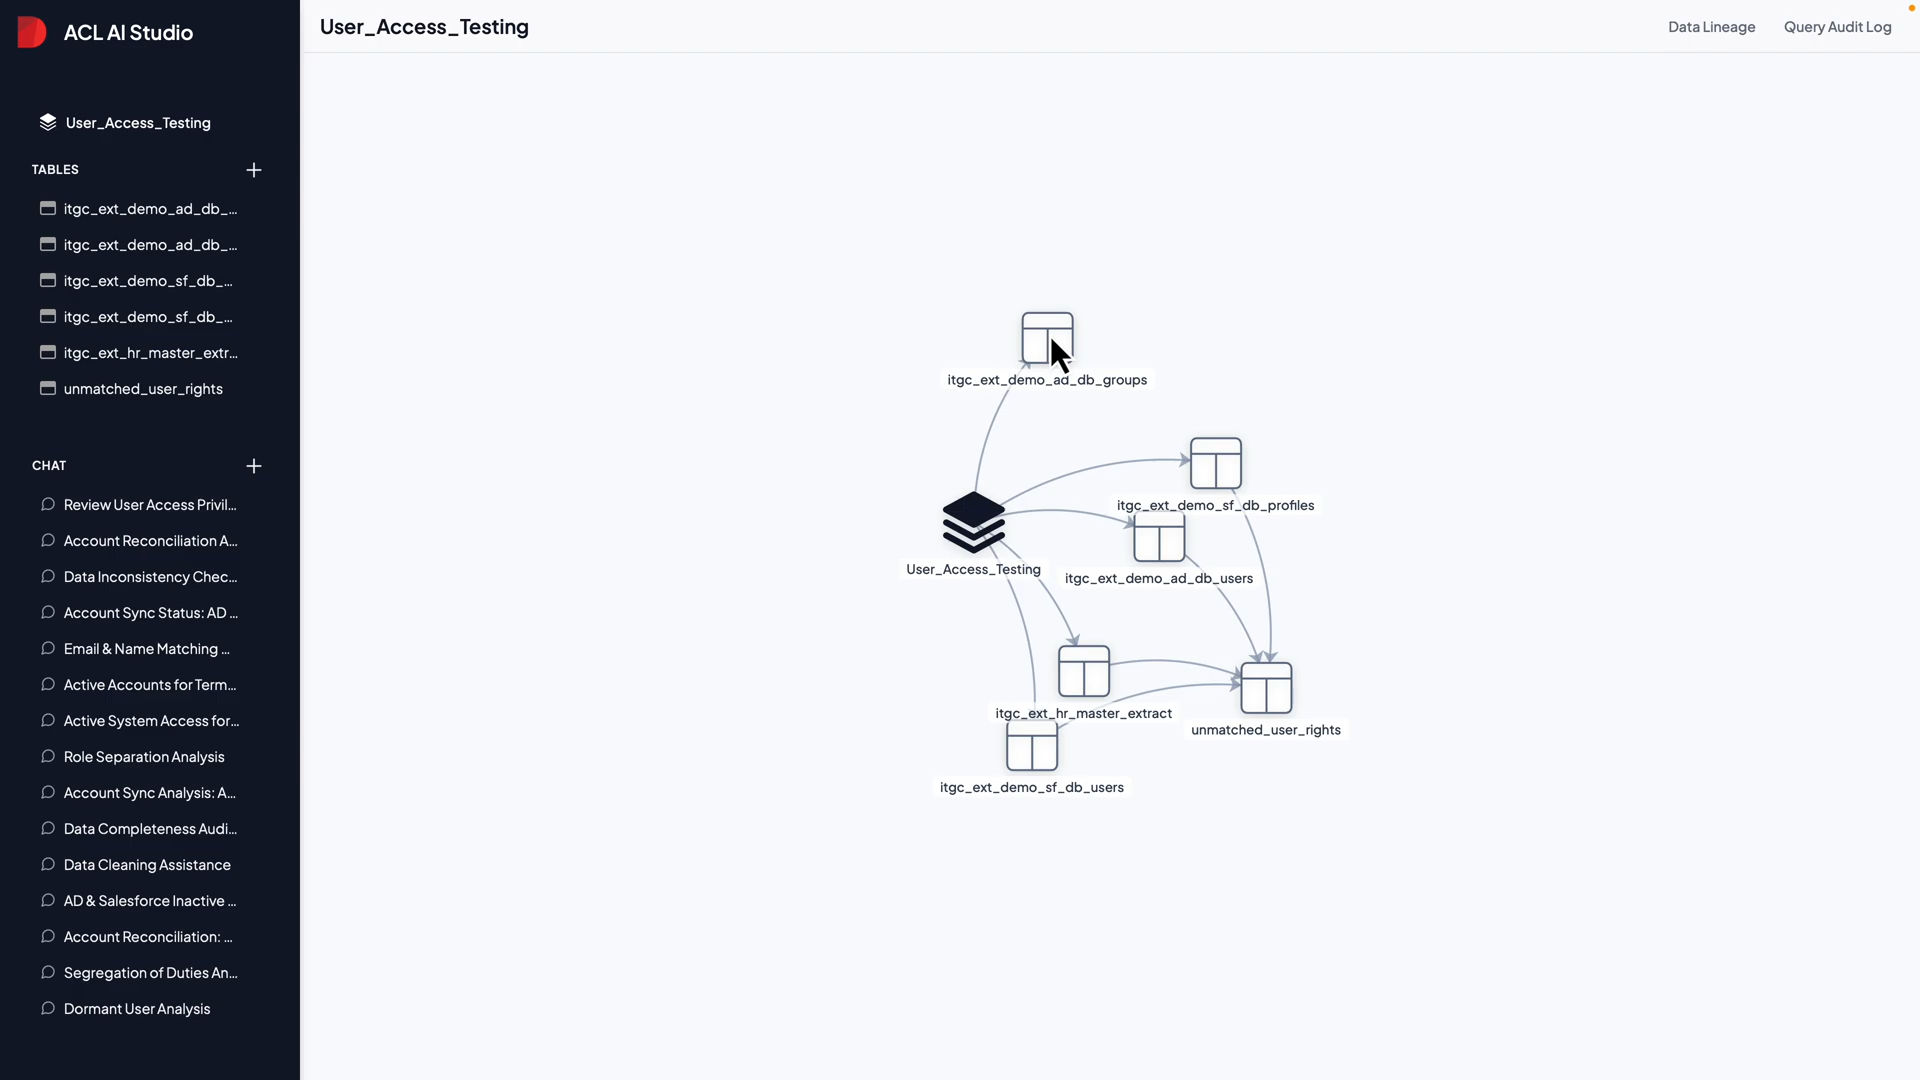 ACL AI Studio
User_Access_Testing
TABLES
itgc_ext_demo_ad_db_...
itgc_ext_demo_ad_db_...
itgc_ext_demo_sf_db_...
itgc_ext_demo_sf_db_...
itgc_ext_hr_master_extr...
unmatched_user_rights
CHAT
Review User Access Privil...
Account Reconciliation A...
Data Inconsistency Chec...
Account Sync Status: AD ...
Email & Name Matching ...
Active Accounts for Term...
Active System Access for...
Role Separation Analysis
Account Sync Analysis: A...
Data Completeness Audi...
Data Cleaning Assistance
AD & Salesforce Inactive ...
Account Reconciliation: ...
Segregation of Duties An...
Dormant User Analysis
User_Access_Testing
Data Lineage
Query Audit Log
itgc_ext_demo_ad_db_groups
itgc_ext_demo_sf_db_profiles
User_Access_Testing
itgc_ext_demo_ad_db_users
itgc_ext_hr_master_extract
unmatched_user_rights
itgc_ext_demo_sf_db_users